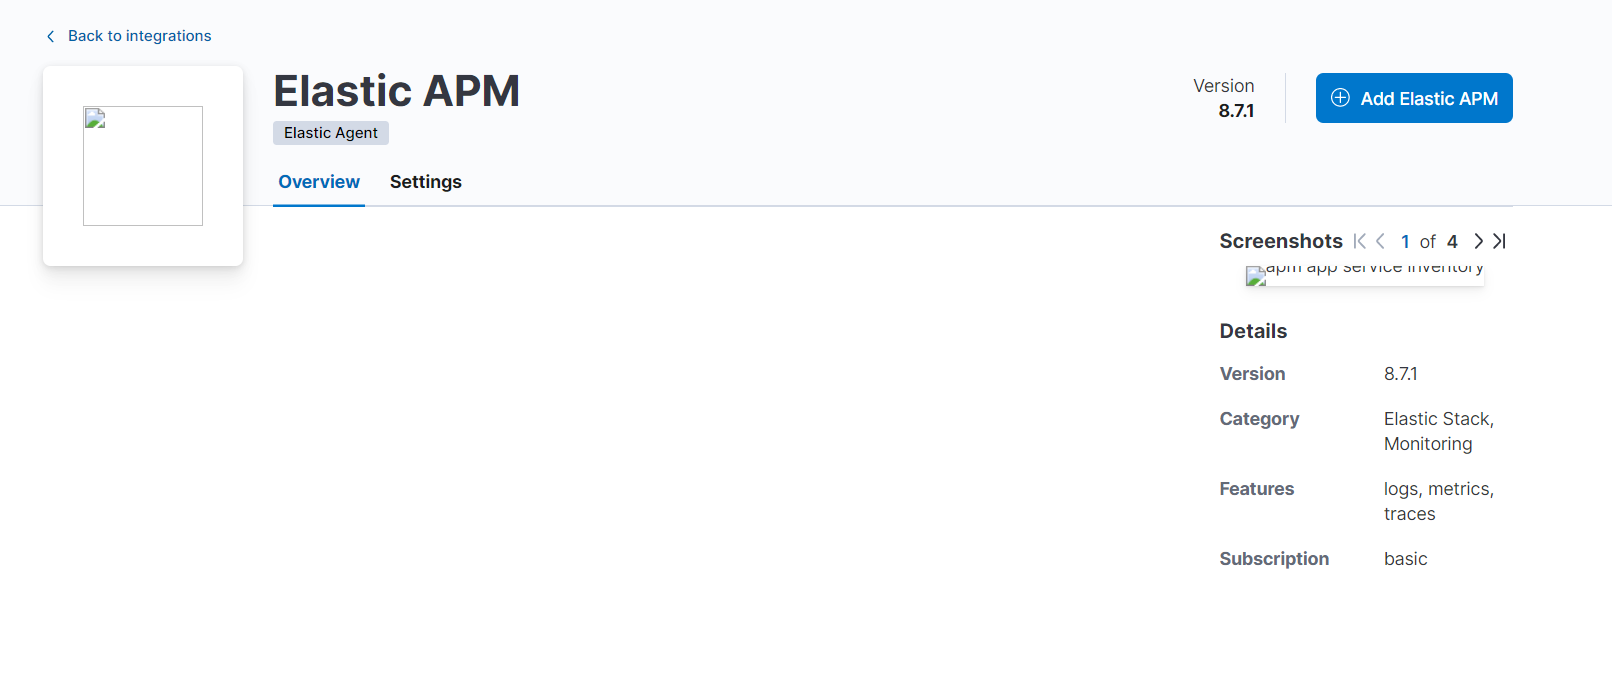 Back to integrations
Elastic APM
Elastic Agent
Version
8.7.1
Add Elastic APM
Overview
Settings
Screenshots
1 of 4
apm app service inventory
Details
Version 8.7.1
Category Elastic Stack,
Monitoring
Features logs, metrics,
traces
Subscription basic